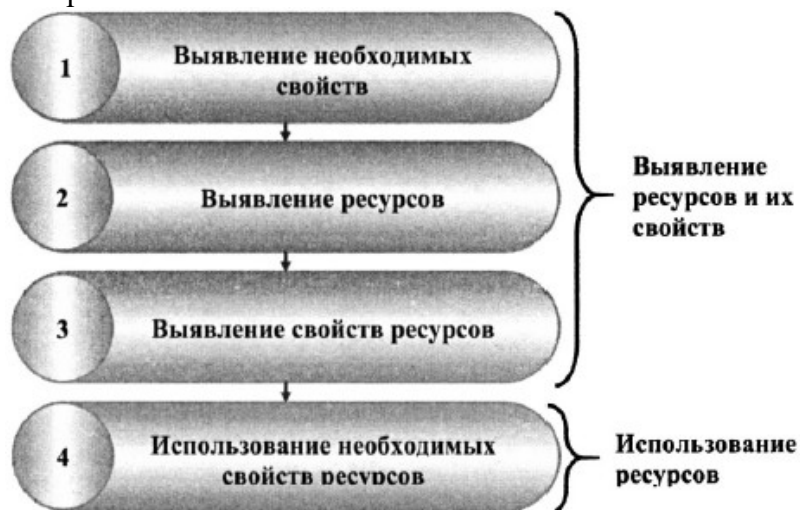 1
Выявление необходимых
свойств
2
Выявление ресурсов
3
Выявление свойств ресурсов
4
Использование необходимых
свойств ресурсов
Выявление
ресурсов и их
свойств
Использование
ресурсов